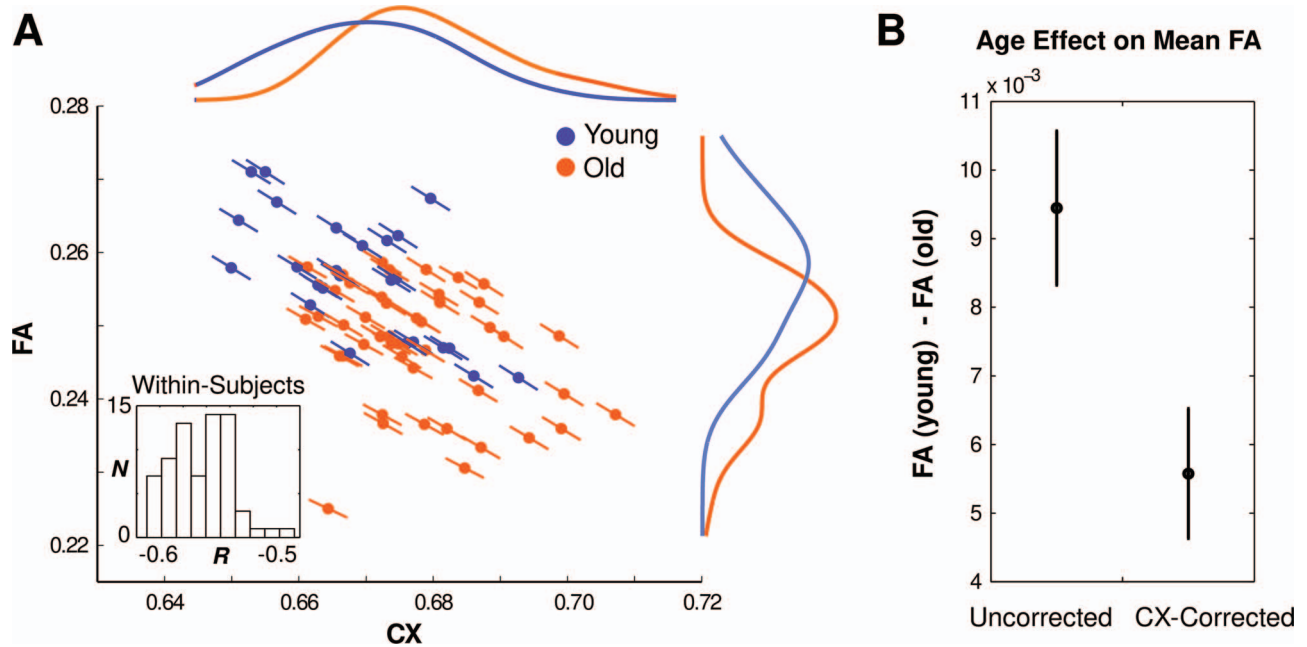 A
B
Age Effect on Mean FA
x 10⁻³
Young
Old
FA
0.28
0.26
0.24
0.22
0.64
0.66
0.68
0.70
0.72
CX
Within-Subjects
15
N
0
-0.6
R
-0.5
FA (young) - FA (old)
11
10
9
8
7
6
5
4
Uncorrected
CX-Corrected